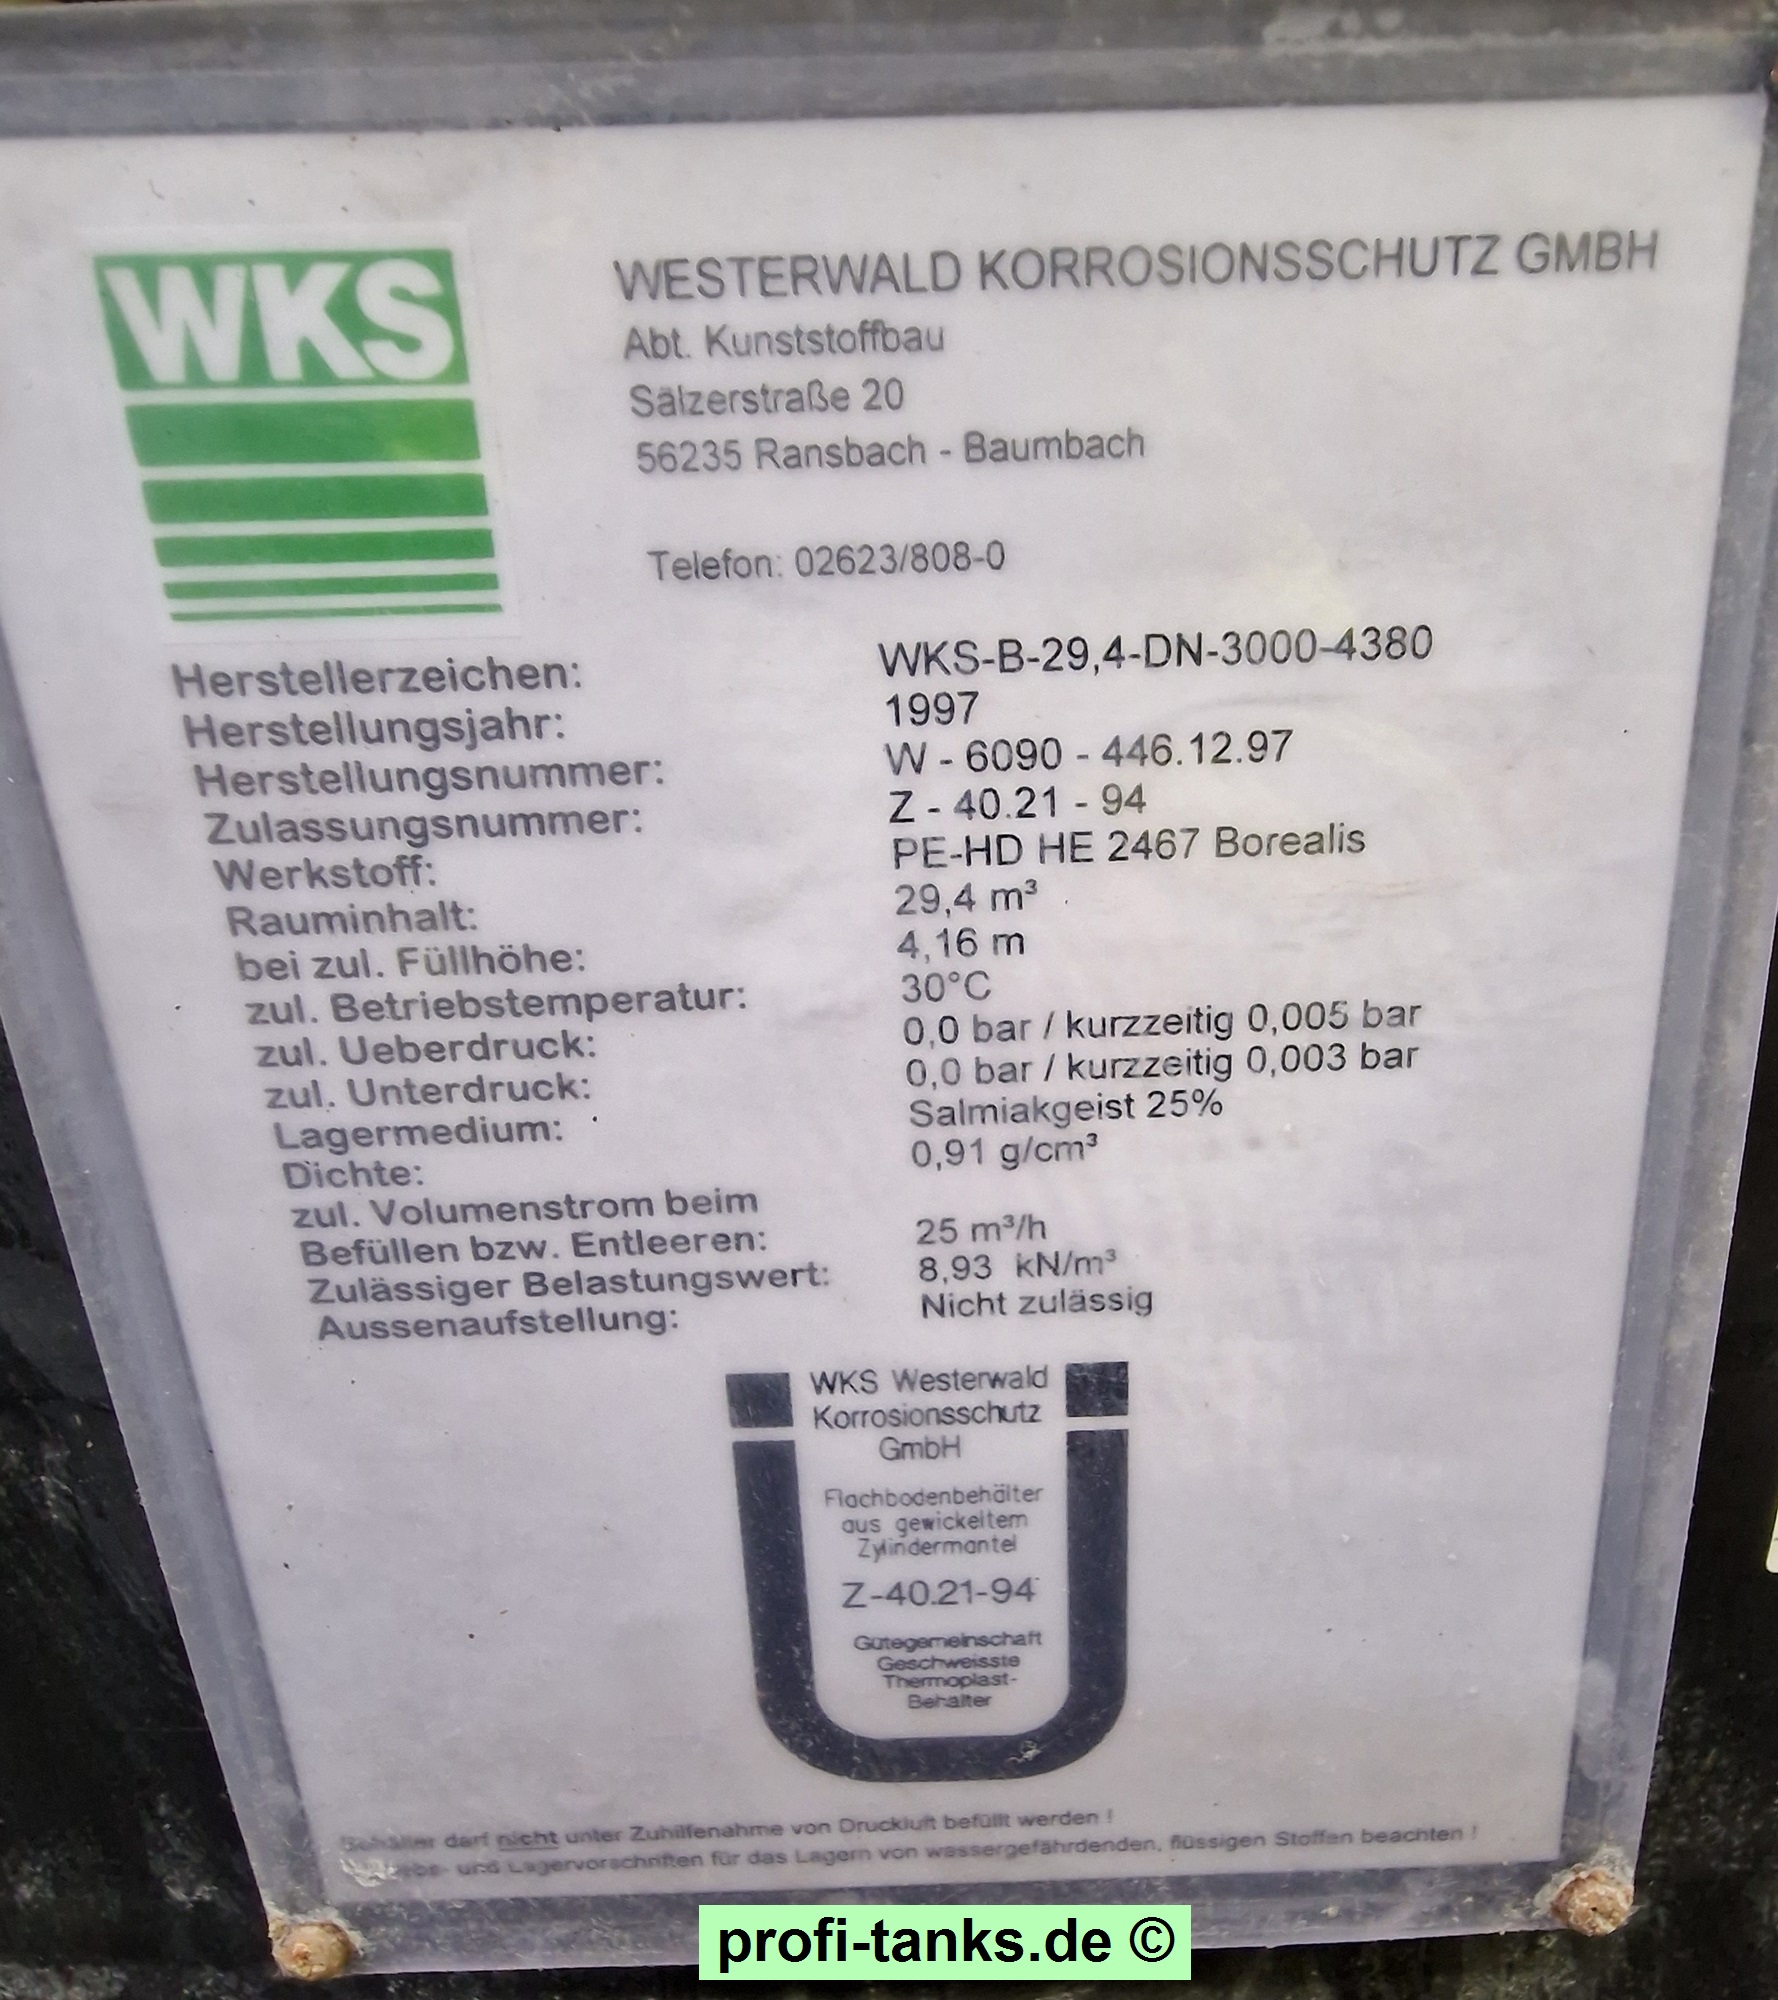 WKS
WESTERWALD KORROSIONSSCHUTZ GMBH
Abt. Kunststoffbau
Sälzerstraße 20
56235 Ransbach - Baumbach
Telefon: 02623/808-0
Herstellerzeichen: WKS-B-29,4-DN-3000-4380
Herstellungsjahr: 1997
Herstellungsnummer: W - 6090 - 446.12.97
Zulassungsnummer: Z - 40.21 - 94
Werkstoff: PE-HD HE 2467 Borealis
Rauminhalt: 29,4 m³
bei zul. Füllhöhe: 4,16 m
zul. Betriebstemperatur: 30°C
zul. Ueberdruck: 0,0 bar / kurzzeitig 0,005 bar
zul. Unterdruck: 0,0 bar / kurzzeitig 0,003 bar
Lagermedium: Salmiakgeist 25%
Dichte: 0,91 g/cm³
zul. Volumenstrom beim
Befüllen bzw. Entleeren: 25 m³/h
Zulässiger Belastungswert: 8,93 kN/m³
Aussenaufstellung: Nicht zulässig
WKS Westerwald
Korrosionsschutz
GmbH
Flachbodenbehälter
aus gewickeltem
Zylindermantel
Z-40.21-94
Gütegemeinschaft
Geschweisste
Thermoplast-
Behälter
Behälter darf nicht unter Zuhilfenahme von Druckluft befüllt werden !
und Lagervorschriften für das Lagern von wassergefährdenden, flüssigen Stoffen beachten !
profi-tanks.de ©